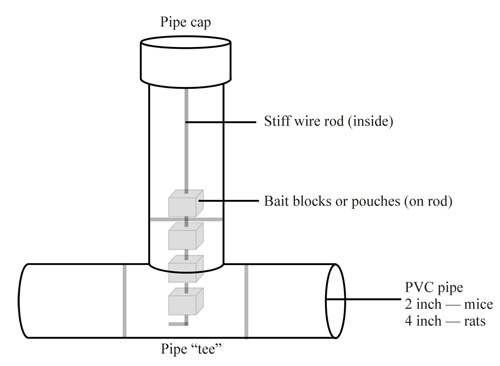 Pipe cap
Stiff wire rod (inside)
Bait blocks or pouches (on rod)
PVC pipe
2 inch — mice
4 inch — rats
Pipe “tee”